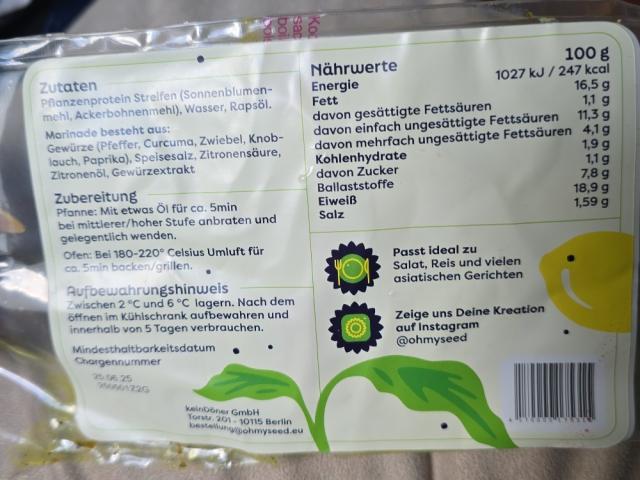 Zutaten
Pflanzenprotein Streifen (Sonnenblumen-
mehl, Ackerbohnenmehl), Wasser, Rapsöl.
Marinade besteht aus:
Gewürze (Pfeffer, Curcuma, Zwiebel, Knob-
lauch, Paprika), Speisesalz, Zitronensäure,
Zitronenöl, Gewürzextrakt
Zubereitung
Pfanne: Mit etwas Öl für ca. 5min
bei mittlerer/hoher Stufe anbraten und
gelegentlich wenden.
Ofen: Bei 180-220° Celsius Umluft für
ca. 5min backen/grillen.
Aufbewahrungshinweis
Zwischen 2 °C und 6 °C lagern. Nach dem
öffnen im Kühlschrank aufbewahren und
innerhalb von 5 Tagen verbrauchen.
Mindesthaltbarkeitsdatum
Chargennummer
25.06.25
keinDöner GmbH
Torstr. 201 - 10115 Berlin
bestellung@ohmyseed.eu
Nährwerte 100 g
Energie 1027 kJ / 247 kcal
Fett 16,5 g
davon gesättigte Fettsäuren 1,1 g
davon einfach ungesättigte Fettsäuren 11,3 g
davon mehrfach ungesättigte Fettsäuren 4,1 g
Kohlenhydrate 1,9 g
davon Zucker 1,1 g
Ballaststoffe 7,8 g
Eiweiß 18,9 g
Salz 1,59 g
Passt ideal zu
Salat, Reis und vielen
asiatischen Gerichten
Zeige uns Deine Kreation
auf Instagram
@ohmyseed